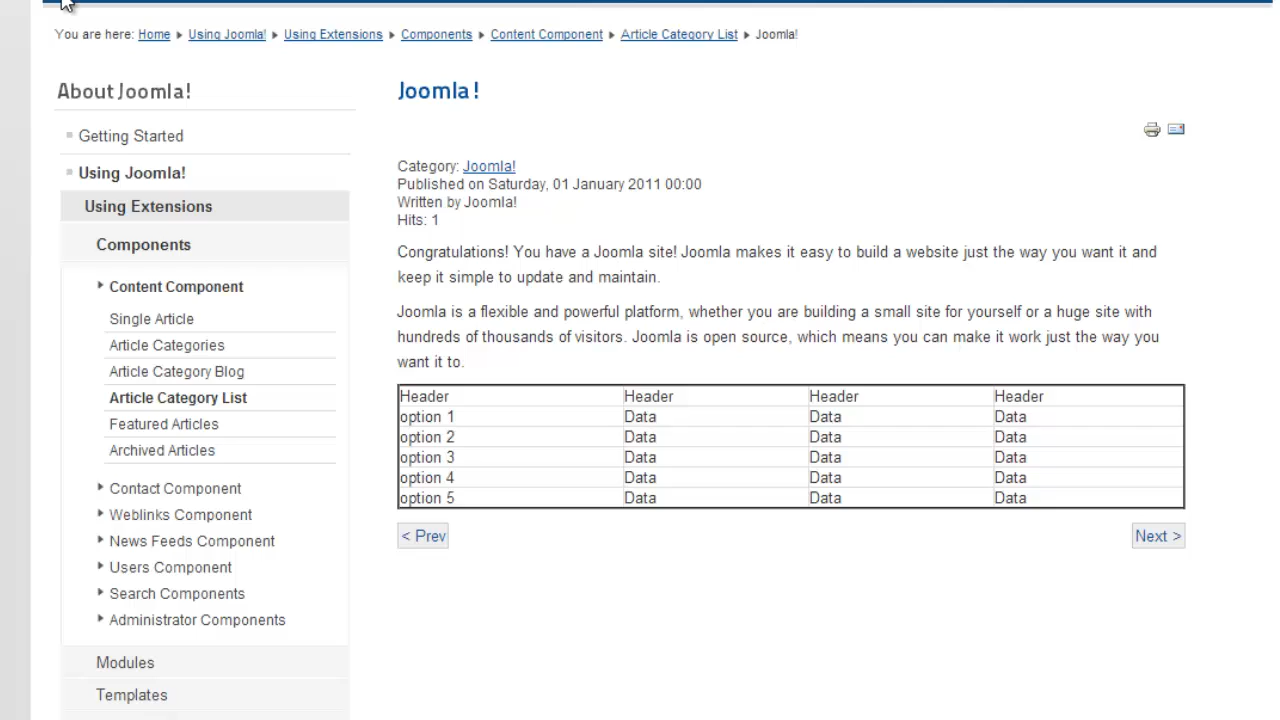 You are here: Home Using Joomla! Using Extensions Components Content Component Article Category List Joomla!
About Joomla!
Getting Started
Using Joomla!
Using Extensions
Components
Content Component
Single Article
Article Categories
Article Category Blog
Article Category List
Featured Articles
Archived Articles
Contact Component
Weblinks Component
News Feeds Component
Users Component
Search Components
Administrator Components
Modules
Templates
Joomla!
Category: Joomla!
Published on Saturday, 01 January 2011 00:00
Written by Joomla!
Hits: 1
Congratulations! You have a Joomla site! Joomla makes it easy to build a website just the way you want it and
keep it simple to update and maintain.
Joomla is a flexible and powerful platform, whether you are building a small site for yourself or a huge site with
hundreds of thousands of visitors. Joomla is open source, which means you can make it work just the way you
want it to.
Header Header Header Header
option 1 Data Data Data
option 2 Data Data Data
option 3 Data Data Data
option 4 Data Data Data
option 5 Data Data Data
< Prev Next >